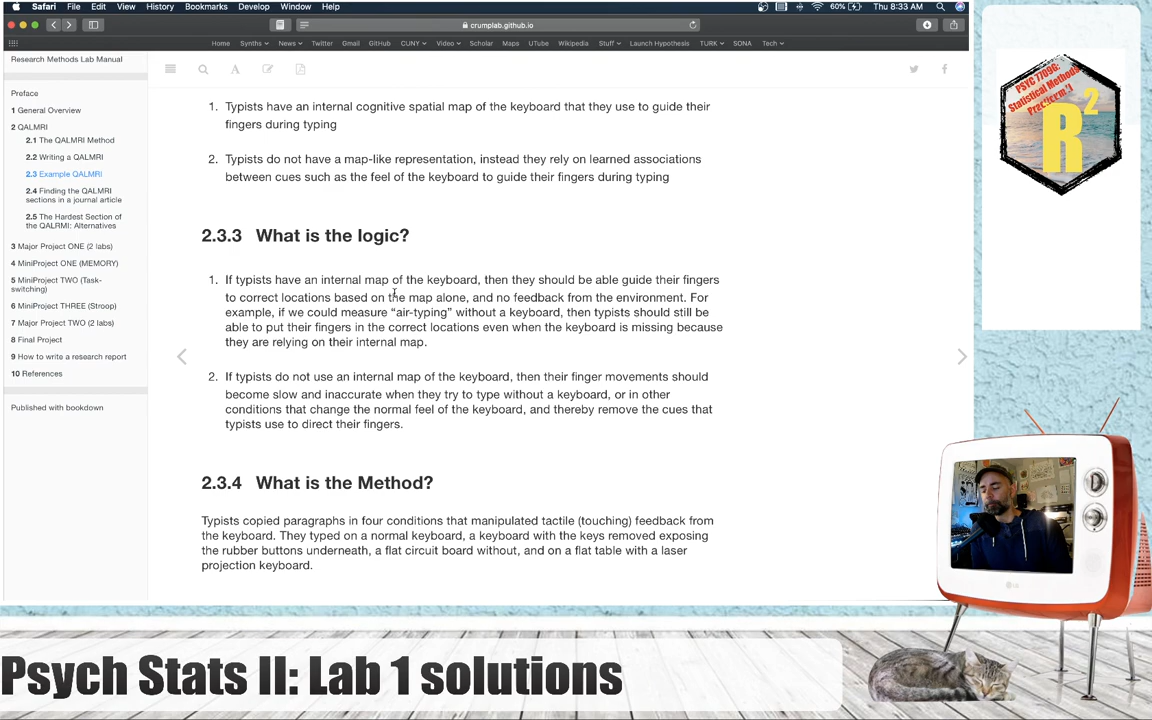 Safari File Edit View History Bookmarks Develop Window Help
60% Thu 8:33 AM
crumplab.github.io
Home Synths News Twitter Gmail GitHub CUNY Video Scholar Maps UTube Wikipedia Stuff Launch Hypothesis TURK SONA Tech
Research Methods Lab Manual
Preface
1 General Overview
2 QALMRI
2.1 The QALMRI Method
2.2 Writing a QALMRI
2.3 Example QALMRI
2.4 Finding the QALMRI
sections in a journal article
2.5 The Hardest Section of
the QALRMI: Alternatives
3 Major Project ONE (2 labs)
4 MiniProject ONE (MEMORY)
5 MiniProject TWO (Task-
switching)
6 MiniProject THREE (Stroop)
7 Major Project TWO (2 labs)
8 Final Project
9 How to write a research report
10 References
Published with bookdown
A
1. Typists have an internal cognitive spatial map of the keyboard that they use to guide their
fingers during typing
2. Typists do not have a map-like representation, instead they rely on learned associations
between cues such as the feel of the keyboard to guide their fingers during typing
2.3.3 What is the logic?
1. If typists have an internal map of the keyboard, then they should be able guide their fingers
to correct locations based on the map alone, and no feedback from the environment. For
example, if we could measure “air-typing” without a keyboard, then typists should still be
able to put their fingers in the correct locations even when the keyboard is missing because
they are relying on their internal map.
2. If typists do not use an internal map of the keyboard, then their finger movements should
become slow and inaccurate when they try to type without a keyboard, or in other
conditions that change the normal feel of the keyboard, and thereby remove the cues that
typists use to direct their fingers.
2.3.4 What is the Method?
Typists copied paragraphs in four conditions that manipulated tactile (touching) feedback from
the keyboard. They typed on a normal keyboard, a keyboard with the keys removed exposing
the rubber buttons underneath, a flat circuit board without, and on a flat table with a laser
projection keyboard.
PSYC 7709G:
Statistical Methods
Practicum I
R2
LG
Psych Stats II: Lab 1 solutions